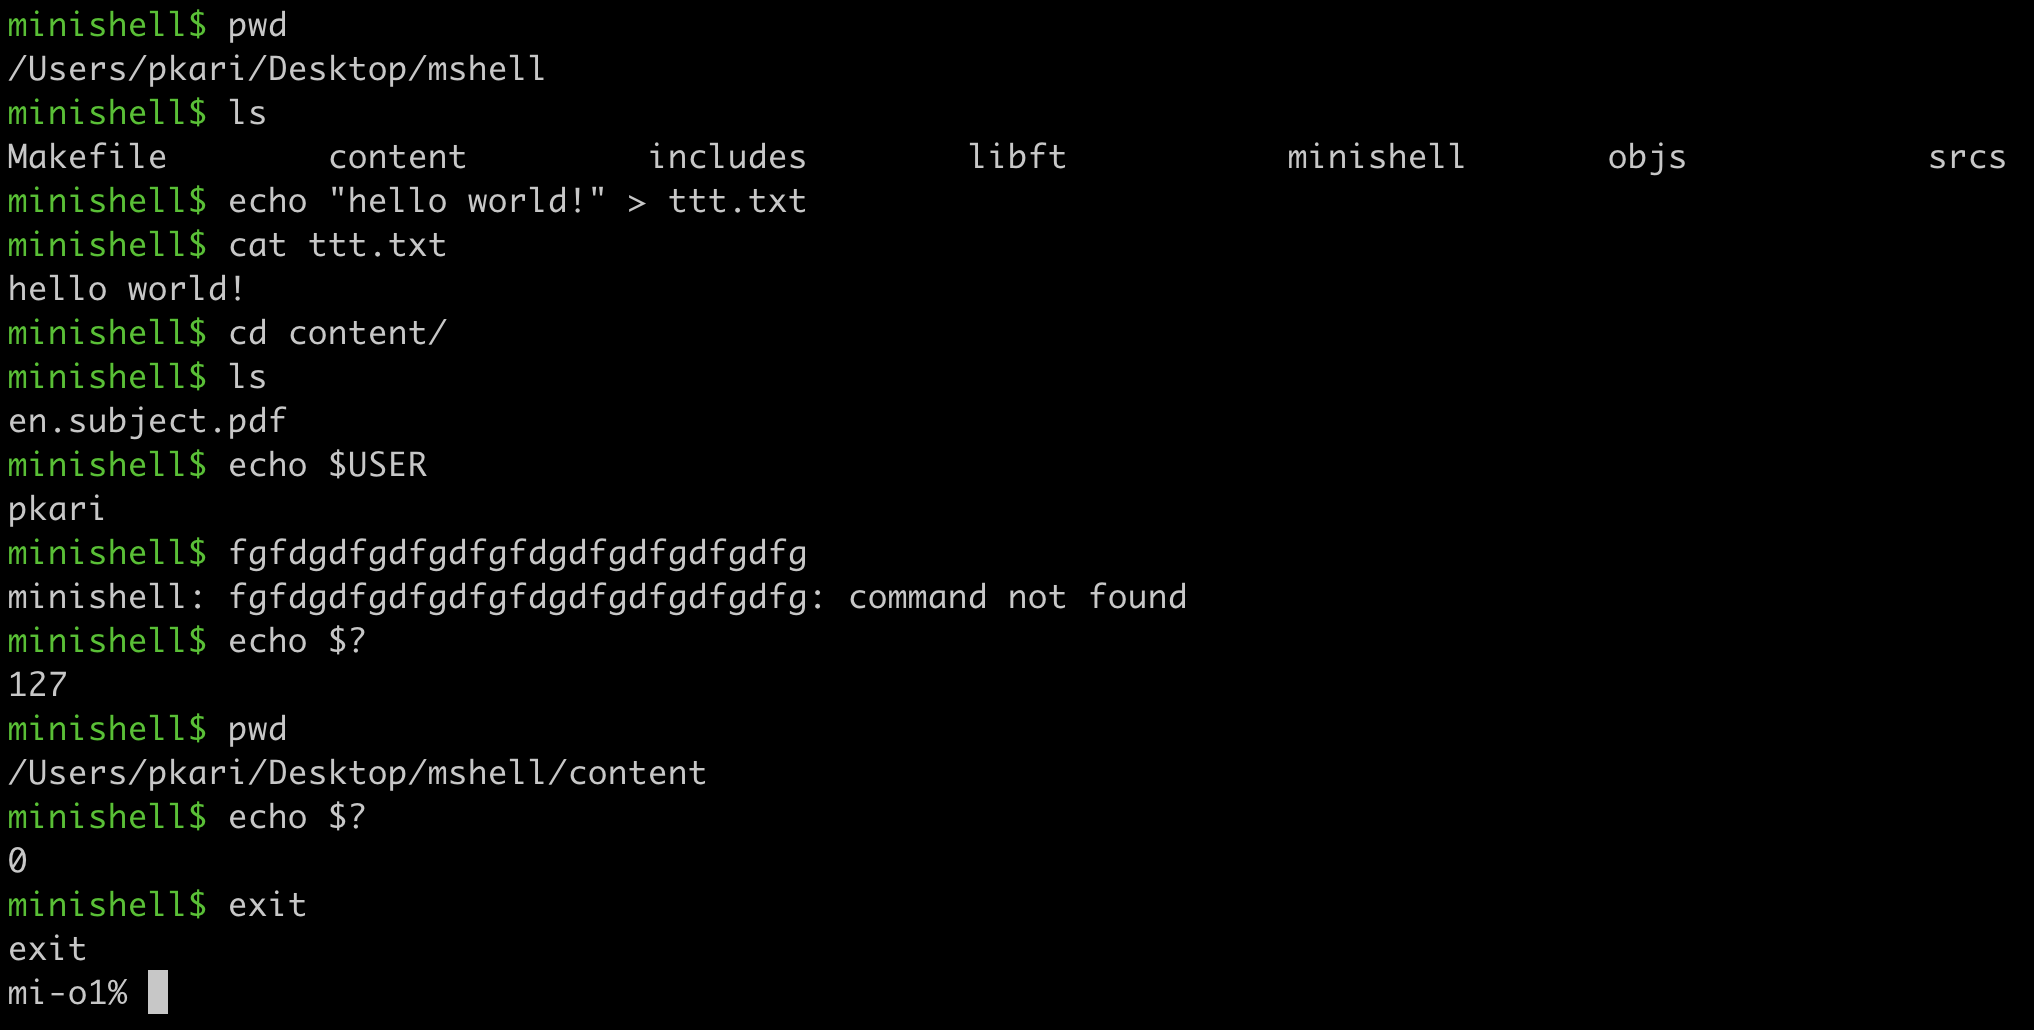 minishell$ pwd
/Users/pkari/Desktop/mshell
minishell$ ls
Makefile content includes libft minishell objs srcs
minishell$ echo "hello world!" > ttt.txt
minishell$ cat ttt.txt
hello world!
minishell$ cd content/
minishell$ ls
en.subject.pdf
minishell$ echo $USER
pkari
minishell$ fgfdgdfgdfgdfgfdgdfgdfgdfgdfg
minishell: fgfdgdfgdfgdfgfdgdfgdfgdfgdfg: command not found
minishell$ echo $?
127
minishell$ pwd
/Users/pkari/Desktop/mshell/content
minishell$ echo $?
0
minishell$ exit
exit
mi-o1%